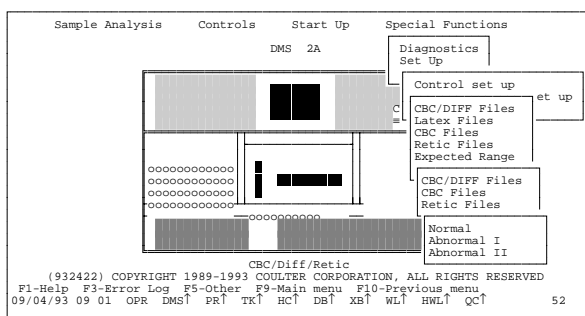 Sample Analysis Controls Start Up Special Functions
DMS 2A
Diagnostics
Set Up
Control set up
et up
CBC/DIFF Files
Latex Files
CBC Files
Retic Files
Expected Range
CBC/DIFF Files
CBC Files
Retic Files
Normal
Abnormal I
Abnormal II
CBC/Diff/Retic
(932422) COPYRIGHT 1989-1993 COULTER CORPORATION, ALL RIGHTS RESERVED
F1-Help F3-Error Log F5-Other F9-Main menu F10-Previous menu
09/04/93 09 01 OPR DMS↑ PR↑ TK↑ HC↑ DB↑ XB↑ WL↑ HWL↑ QC↑ 52